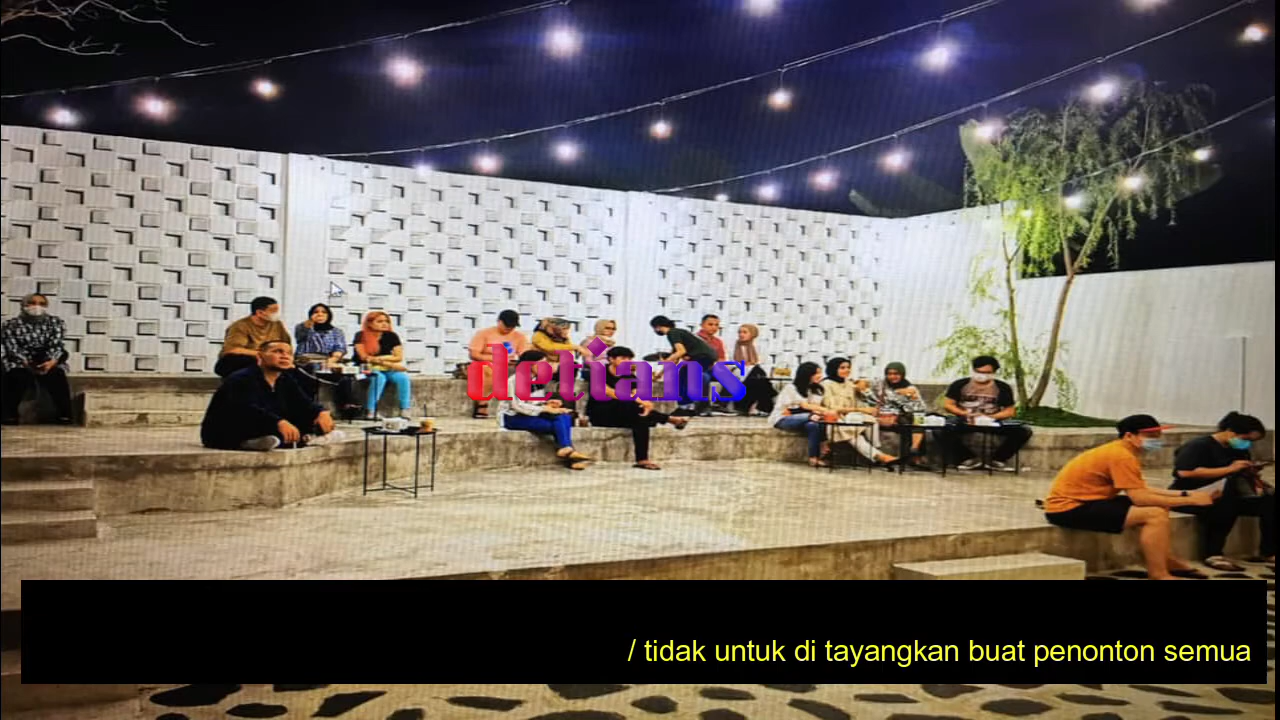 detians
/ tidak untuk di tayangkan buat penonton semua